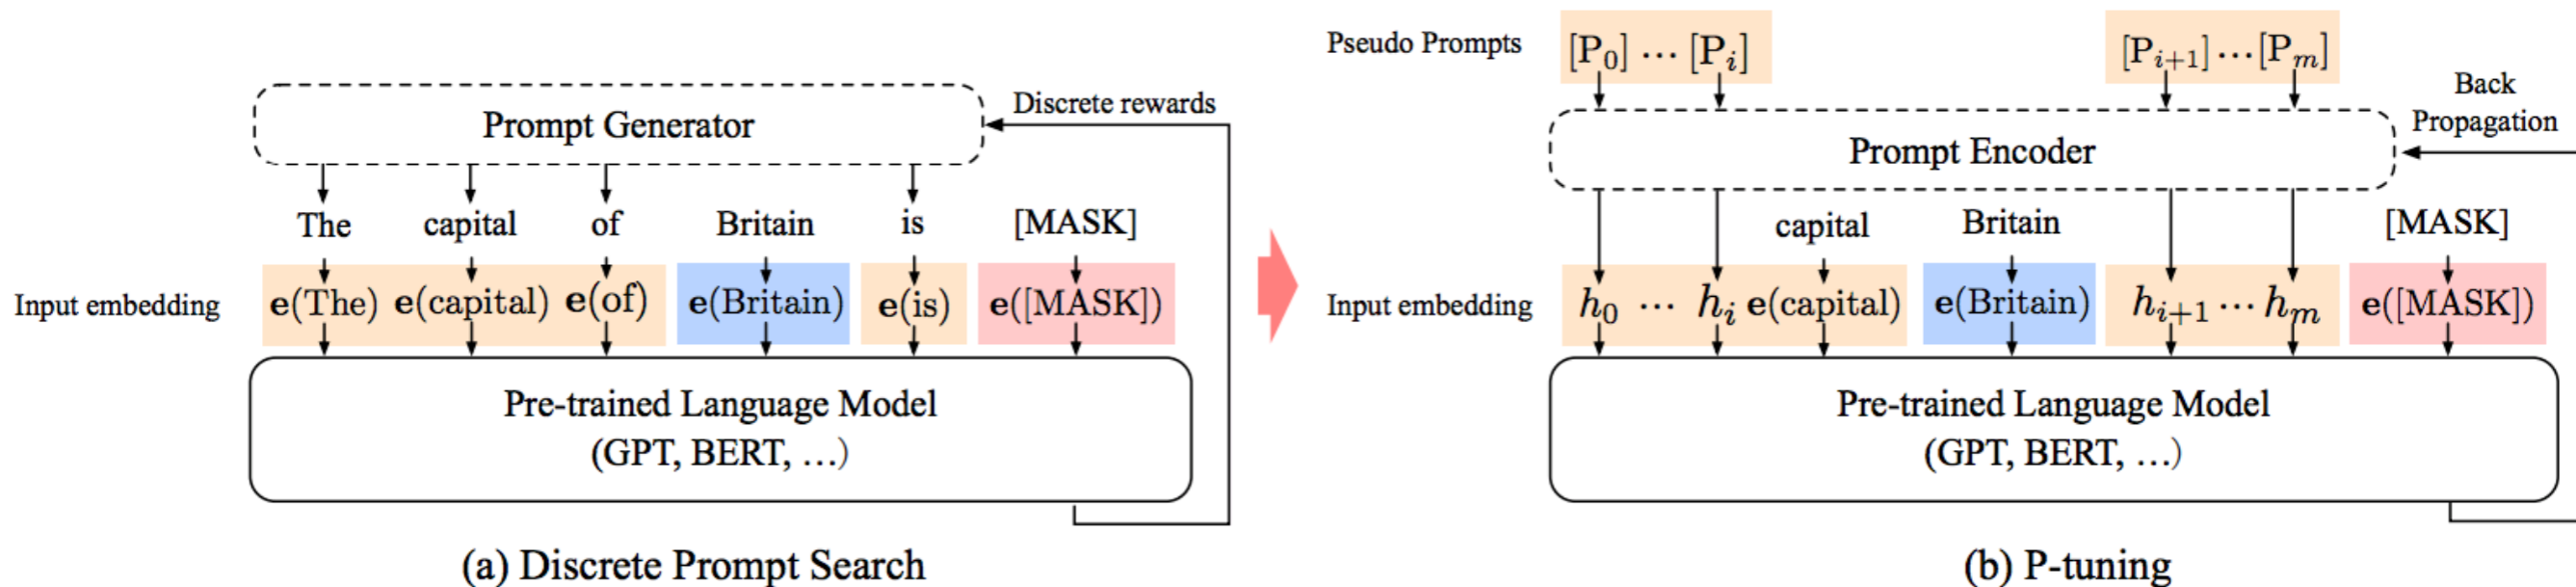 Prompt Generator
Discrete rewards
The capital of Britain is [MASK]
Input embedding e(The) e(capital) e(of) e(Britain) e(is) e([MASK])
Pre-trained Language Model
(GPT, BERT, …)
(a) Discrete Prompt Search
Pseudo Prompts [P₀] ⋯ [Pᵢ] [Pᵢ₊₁] ⋯ [Pₘ]
Back
Propagation
Prompt Encoder
capital Britain [MASK]
Input embedding h₀ ⋯ hᵢ e(capital) e(Britain) hᵢ₊₁ ⋯ hₘ e([MASK])
Pre-trained Language Model
(GPT, BERT, …)
(b) P-tuning